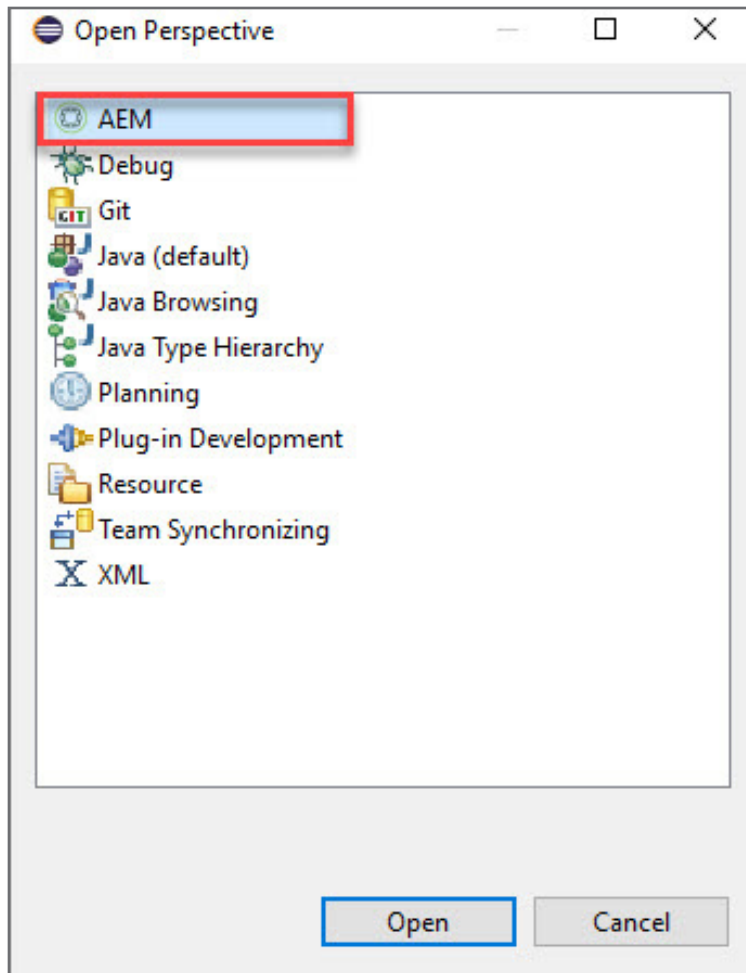 Open Perspective
AEM
Debug
GIT Git
Java (default)
Java Browsing
Java Type Hierarchy
Planning
Plug-in Development
Resource
Team Synchronizing
X XML
Open Cancel